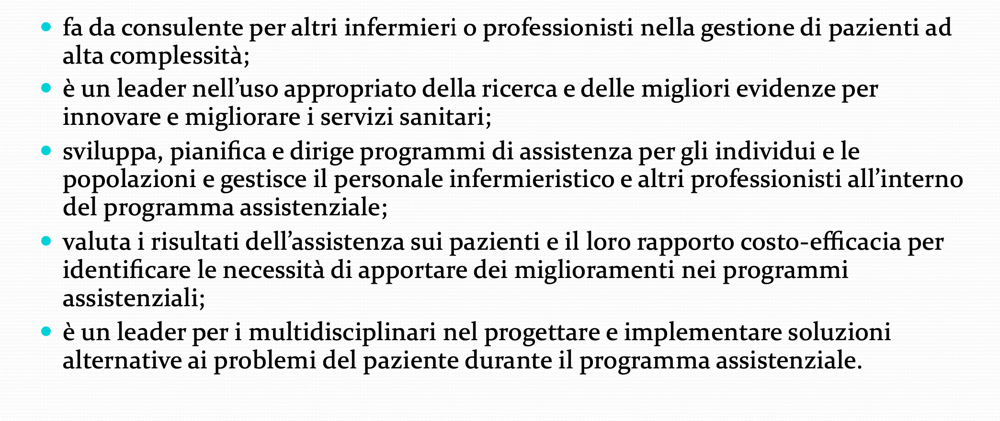 • fa da consulente per altri infermieri o professionisti nella gestione di pazienti ad
alta complessità;
• è un leader nell’uso appropriato della ricerca e delle migliori evidenze per
innovare e migliorare i servizi sanitari;
• sviluppa, pianifica e dirige programmi di assistenza per gli individui e le
popolazioni e gestisce il personale infermieristico e altri professionisti all’interno
del programma assistenziale;
• valuta i risultati dell’assistenza sui pazienti e il loro rapporto costo-efficacia per
identificare le necessità di apportare dei miglioramenti nei programmi
assistenziali;
• è un leader per i multidisciplinari nel progettare e implementare soluzioni
alternative ai problemi del paziente durante il programma assistenziale.